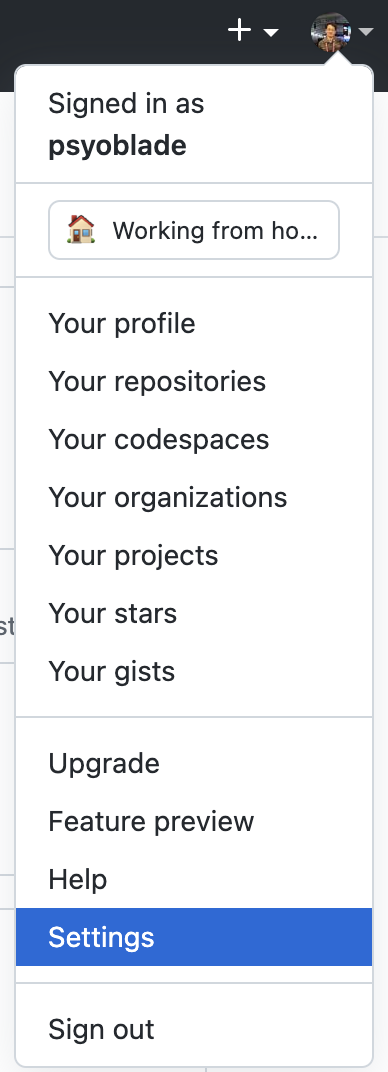 Signed in as
psyoblade
Working from ho...
Your profile
Your repositories
Your codespaces
Your organizations
Your projects
st
Your stars
Your gists
Upgrade
Feature preview
Help
Settings
Sign out